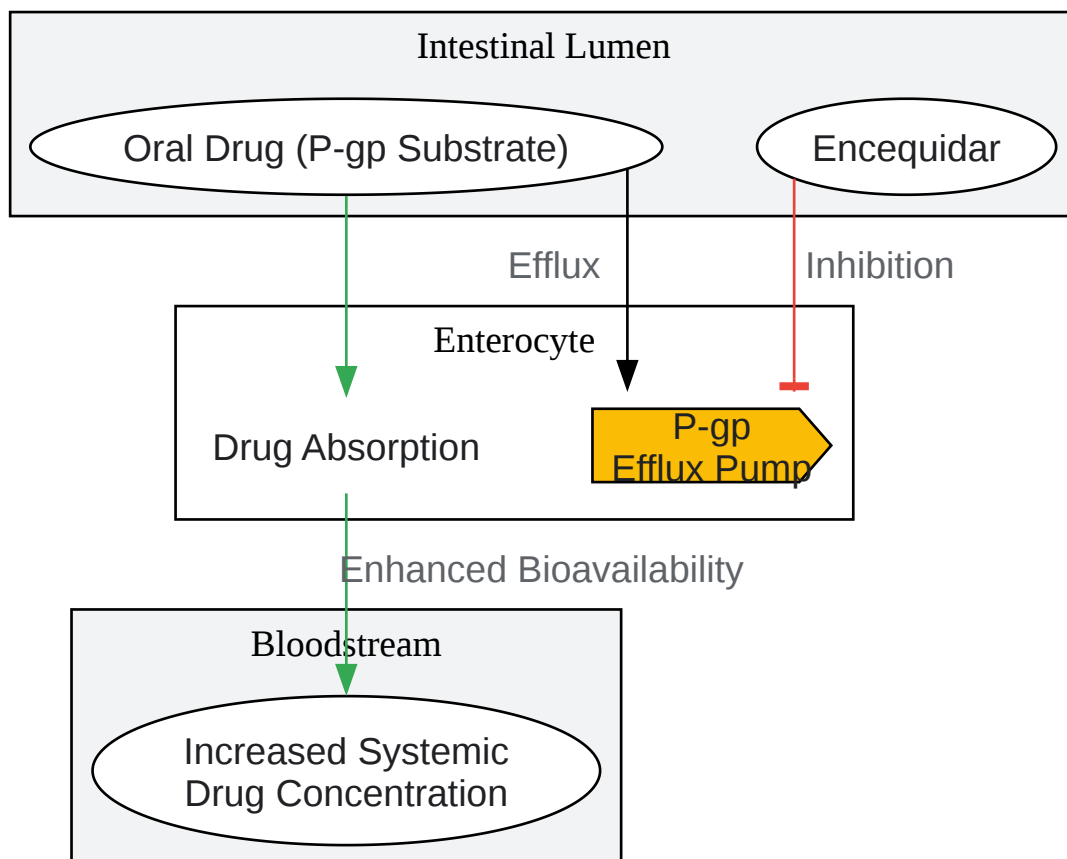 Intestinal Lumen
Oral Drug (P-gp Substrate)
Encequidar
Efflux
Inhibition
Enterocyte
Drug Absorption
P-gp
Efflux Pump
Enhanced Bioavailability
Bloodstream
Increased Systemic
Drug Concentration